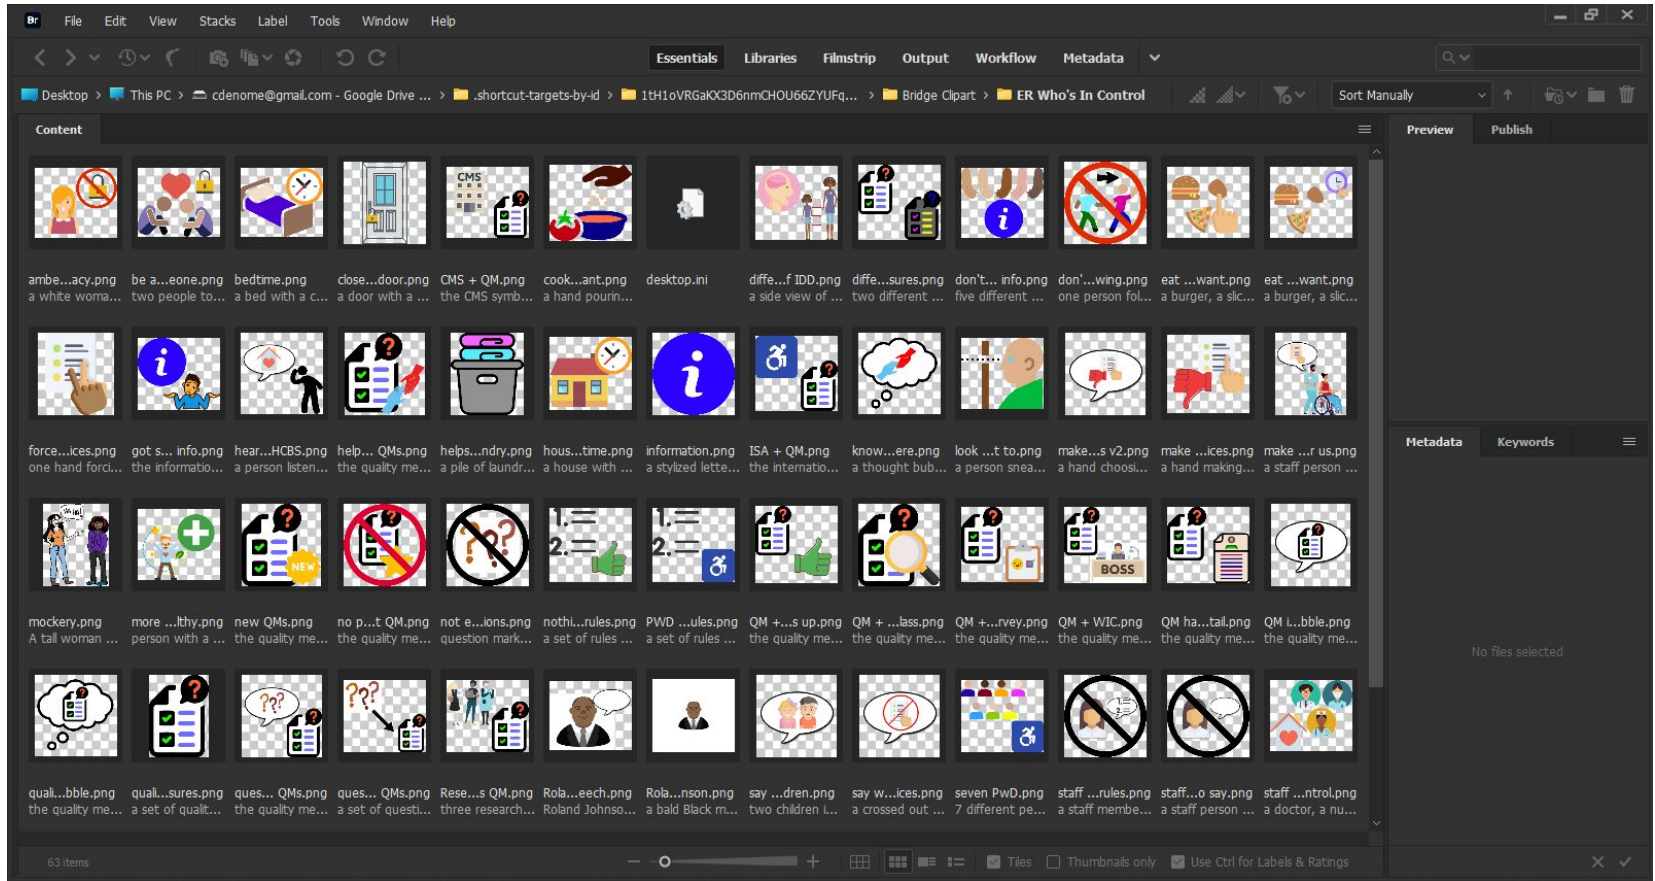 Br File Edit View Stacks Label Tools Window Help
Essentials Libraries Filmstrip Output Workflow Metadata
Desktop > This PC > cdenome@gmail.com - Google Drive ... > .shortcut-targets-by-id > 1tH1oVRGaKX3D6nmCHOU66ZYUFq... > Bridge Clipart > ER Who's In Control Sort Manually
Content
Preview Publish
CMS
ambe...acy.png be a...eone.png bedtime.png close...door.png CMS + QM.png cook...ant.png desktop.ini diffe...f IDD.png diffe...sures.png don't... info.png don'...wing.png eat ...want.png eat ...want.png
a white woma... two people to... a bed with a c... a door with a ... the CMS symb... a hand pourin... a side view of ... two different ... five different ... one person fol... a burger, a slic... a burger, a slic...
force...ices.png got s... info.png hear...HCBS.png help... QMs.png helps...ndry.png hous...time.png information.png ISA + QM.png know...ere.png look ...t to.png make...s v2.png make ...ices.png make ...r us.png
one hand forci... the informatio... a person listen... the quality me... a pile of laundr... a house with ... a stylized lette... the internatio... a thought bub... a person snea... a hand choosi... a hand making... a staff person ...
Metadata Keywords
NEW
1.
2.
1.
2.
BOSS
mockery.png more ...lthy.png new QMs.png no p...t QM.png not e...ions.png nothi...rules.png PWD ...ules.png QM +...s up.png QM + ...lass.png QM +...rvey.png QM + WIC.png QM ha...tail.png QM i...bble.png
A tall woman ... person with a ... the quality me... the quality me... question mark... a set of rules ... a set of rules ... the quality me... the quality me... the quality me... the quality me... the quality me... the quality me...
No files selected
quali...bble.png quali...sures.png ques... QMs.png ques... QMs.png Rese...s QM.png Rola...eech.png Rola...nson.png say ...dren.png say w...ices.png seven PwD.png staff ...rules.png staff...o say.png staff ...ntrol.png
the quality me... a set of qualit... the quality me... a set of questi... three research... Roland Johnso... a bald Black m... two children i... a crossed out ... 7 different pe... a staff membe... a staff person ... a doctor, a nu...
63 items Tiles Thumbnails only Use Ctrl for Labels & Ratings